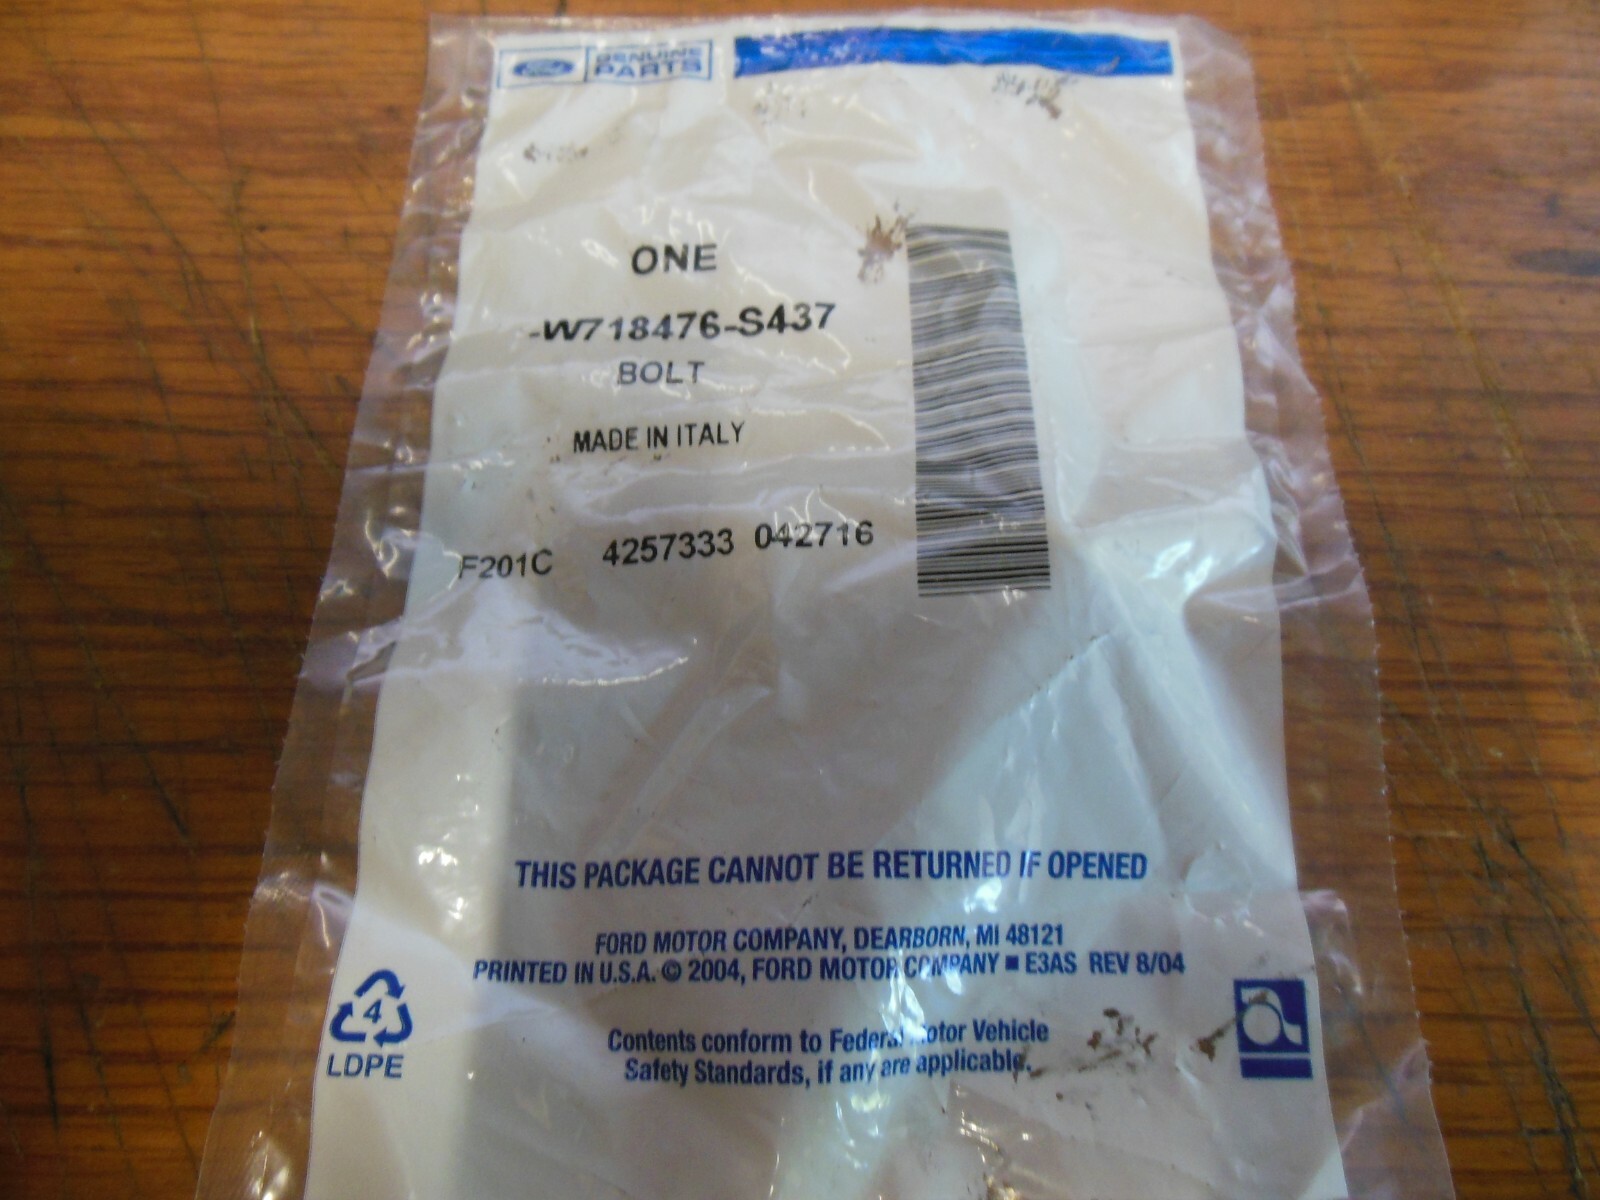 Ford GENUINE
PARTS
ONE
-W718476-S437
BOLT
MADE IN ITALY
F201C 4257333 042716
THIS PACKAGE CANNOT BE RETURNED IF OPENED
FORD MOTOR COMPANY, DEARBORN, MI 48121
PRINTED IN U.S.A. © 2004, FORD MOTOR COMPANY ■ E3AS REV 8/04
4
LDPE
Contents conform to Federal Motor Vehicle
Safety Standards, if any are applicable.